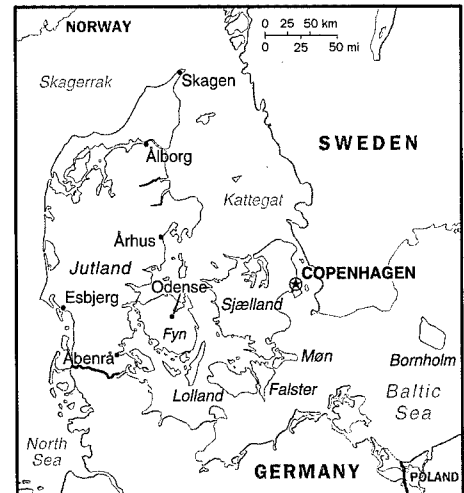 NORWAY
0 25 50 km
0 25 50 mi
Skagerrak
Skagen
SWEDEN
Ålborg
Kattegat
Århus
Jutland
COPENHAGEN
Odense
Esbjerg
Sjælland
Fyn
Åbenrå
Møn
Bornholm
Lolland
Falster
Baltic
Sea
North
Sea
GERMANY
POLAND